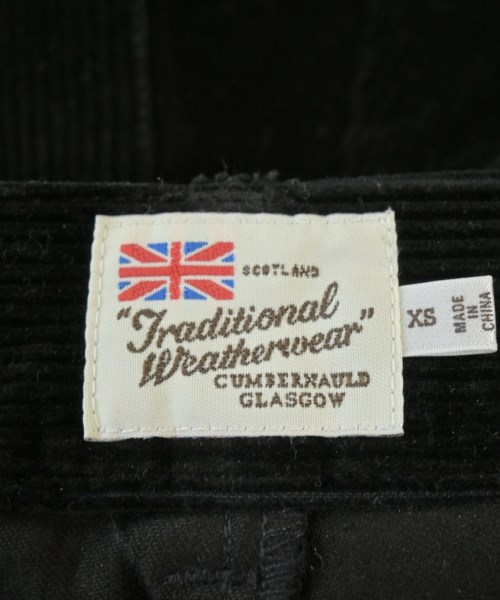 SCOTLAND
"Traditional
Weatherwear"
CUMBERNAULD
GLASGOW
XS
MADE
IN
CHINA